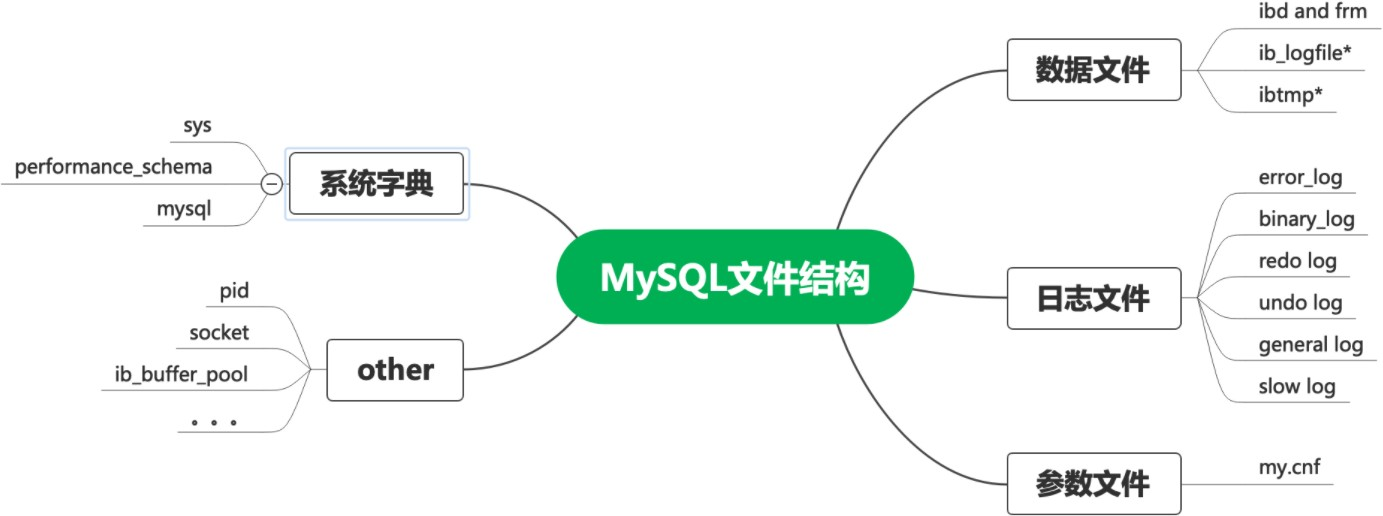 MySQL文件结构
数据文件
ibd and frm
ib_logfile*
ibtmp*
日志文件
error_log
binary_log
redo log
undo log
general log
slow log
参数文件
my.cnf
系统字典
sys
performance_schema
mysql
other
pid
socket
ib_buffer_pool
。。。